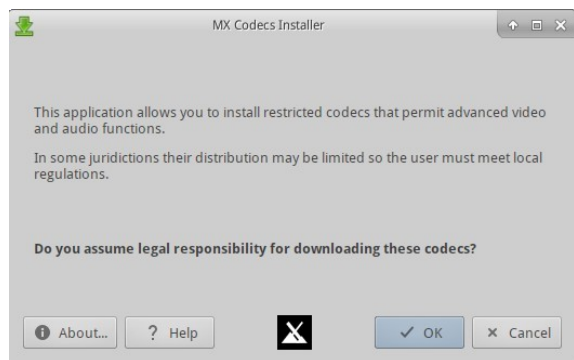 MX Codecs Installer
This application allows you to install restricted codecs that permit advanced video
and audio functions.
In some juridictions their distribution may be limited so the user must meet local
regulations.
Do you assume legal responsibility for downloading these codecs?
About... ? Help OK Cancel